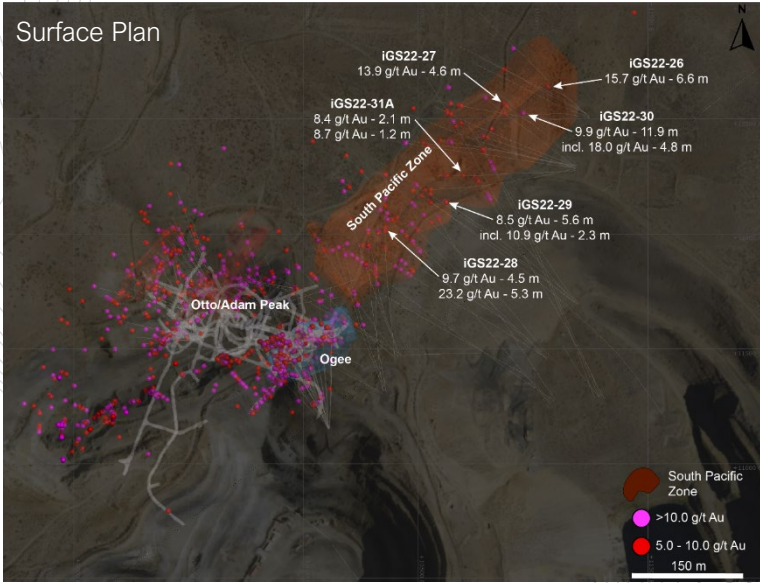 Surface Plan
N
iGS22-27
13.9 g/t Au - 4.6 m
iGS22-26
15.7 g/t Au - 6.6 m
iGS22-31A
8.4 g/t Au - 2.1 m
8.7 g/t Au - 1.2 m
iGS22-30
9.9 g/t Au - 11.9 m
incl. 18.0 g/t Au - 4.8 m
South Pacific Zone
iGS22-29
8.5 g/t Au - 5.6 m
incl. 10.9 g/t Au - 2.3 m
iGS22-28
9.7 g/t Au - 4.5 m
23.2 g/t Au - 5.3 m
Otto/Adam Peak
Ogee
South Pacific
Zone
>10.0 g/t Au
5.0 - 10.0 g/t Au
150 m